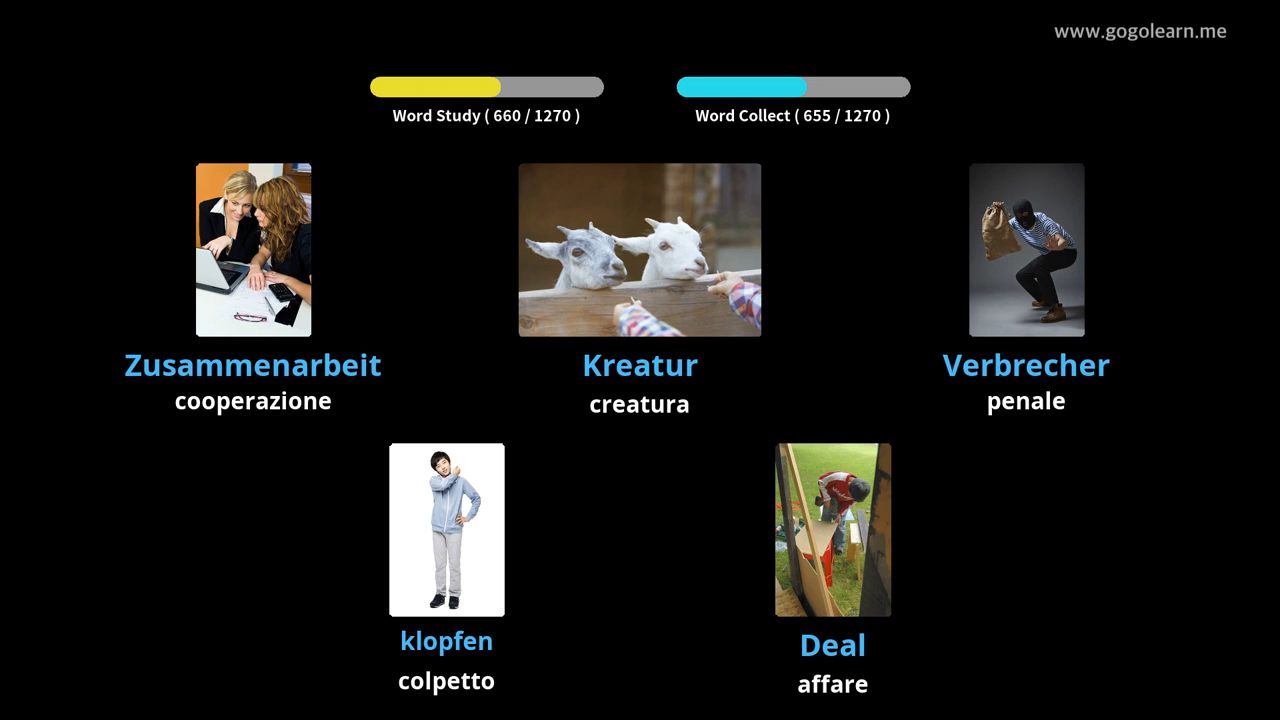 www.gogolearn.me
Word Study ( 660 / 1270 )
Word Collect ( 655 / 1270 )
Zusammenarbeit
cooperazione
Kreatur
creatura
Verbrecher
penale
klopfen
colpetto
Deal
affare